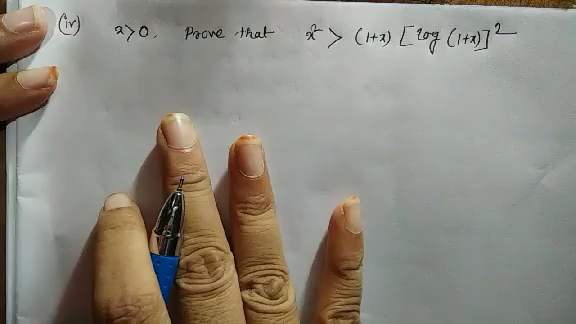 (iv) x>0. Prove that x² > (1+x) [log (1+x)]²